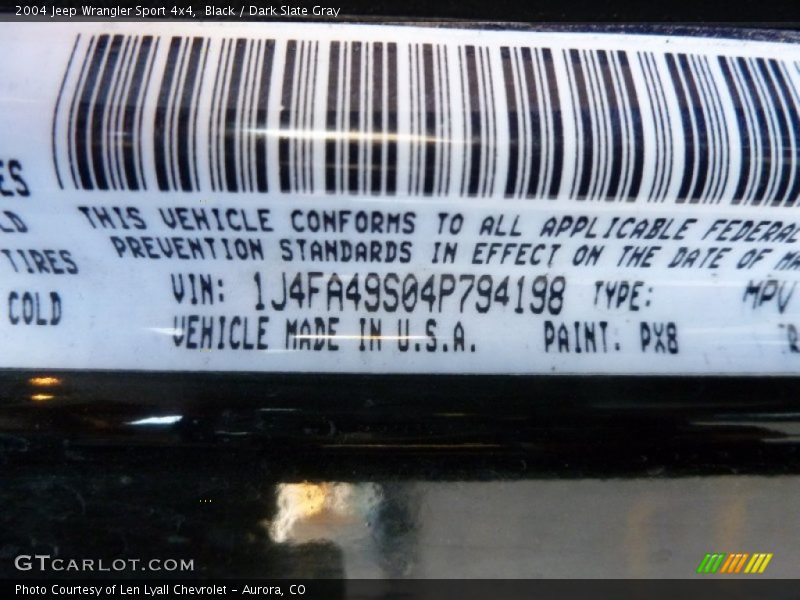 2004 Jeep Wrangler Sport 4x4, Black / Dark Slate Gray
THIS VEHICLE CONFORMS TO ALL APPLICABLE FEDERAL
PREVENTION STANDARDS IN EFFECT ON THE DATE OF MA
TIRES
VIN: 1J4FA49S04P794198 TYPE: MPV
COLD
VEHICLE MADE IN U.S.A. PAINT: PX8
GTCARLOT.COM
Photo Courtesy of Len Lyall Chevrolet – Aurora, CO